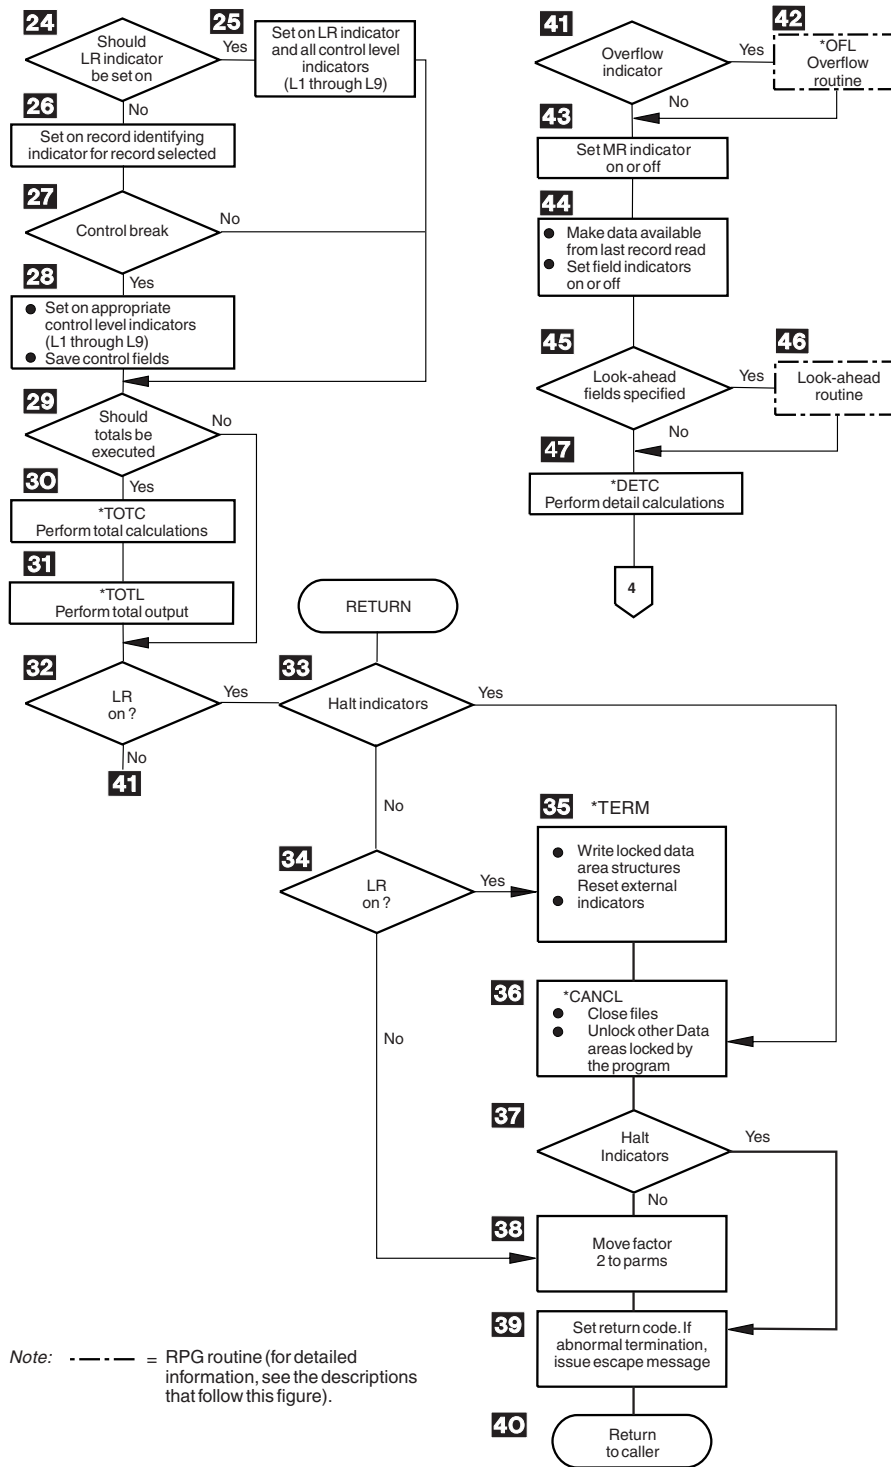 24
Should
LR indicator
be set on
Yes
25
Set on LR indicator
and all control level
indicators
(L1 through L9)
No
26
Set on record identifying
indicator for record selected
27
Control break
No
Yes
28
● Set on appropriate
control level indicators
(L1 through L9)
● Save control fields
29
Should
totals be
executed
No
Yes
30
*TOTC
Perform total calculations
31
*TOTL
Perform total output
32
LR
on ?
Yes
No
41
RETURN
33
Halt indicators
Yes
No
34
LR
on ?
Yes
No
35 *TERM
● Write locked data
area structures
Reset external
● indicators
36
*CANCL
● Close files
● Unlock other Data
areas locked by
the program
37
Halt
Indicators
Yes
No
38
Move factor
2 to parms
39
Set return code. If
abnormal termination,
issue escape message
40
Return
to caller
41
Overflow
indicator
Yes
42
*OFL
Overflow
routine
No
43
Set MR indicator
on or off
44
● Make data available
from last record read
● Set field indicators
on or off
45
Look-ahead
fields specified
Yes
46
Look-ahead
routine
No
47
*DETC
Perform detail calculations
4
Note: = RPG routine (for detailed
information, see the descriptions
that follow this figure).